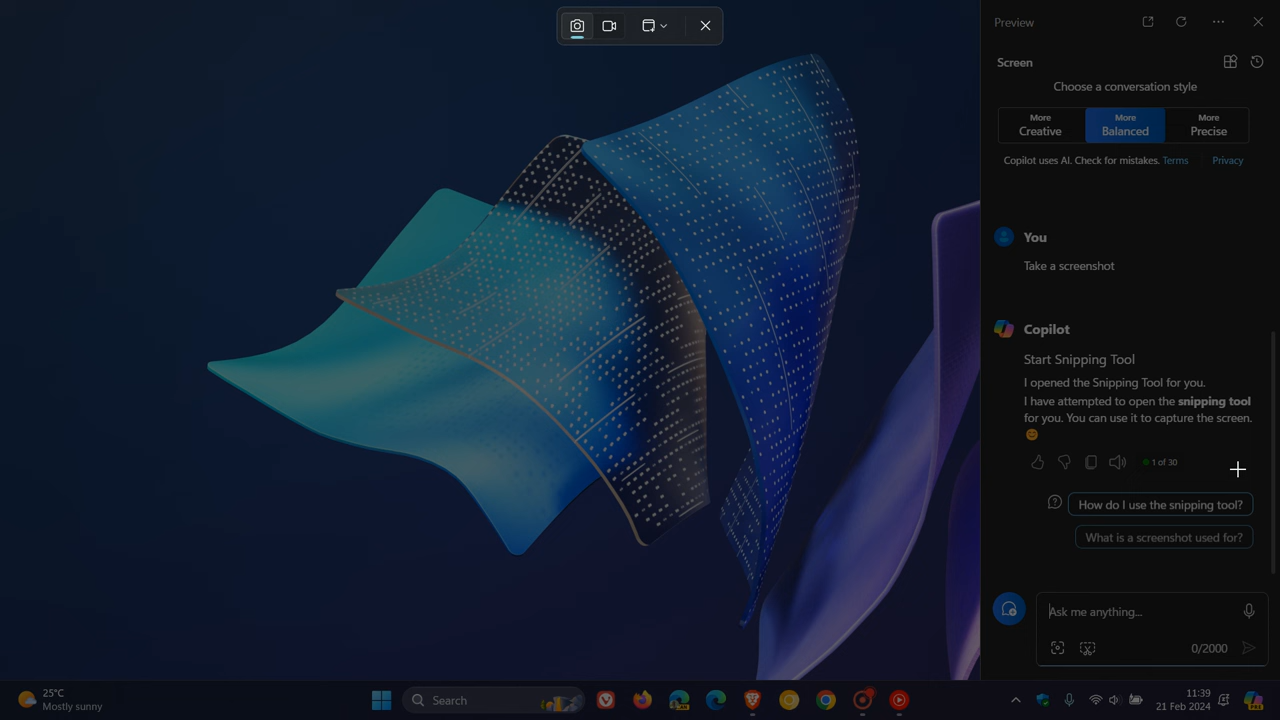 Preview
Screen
Choose a conversation style
More
Creative
More
Balanced
More
Precise
Copilot uses AI. Check for mistakes. Terms Privacy
You
Take a screenshot
Copilot
Start Snipping Tool
I opened the Snipping Tool for you.
I have attempted to open the snipping tool
for you. You can use it to capture the screen.
1 of 30
How do I use the snipping tool?
What is a screenshot used for?
Ask me anything...
0/2000
25°C
Mostly sunny
Search
11:39
21 Feb 2024